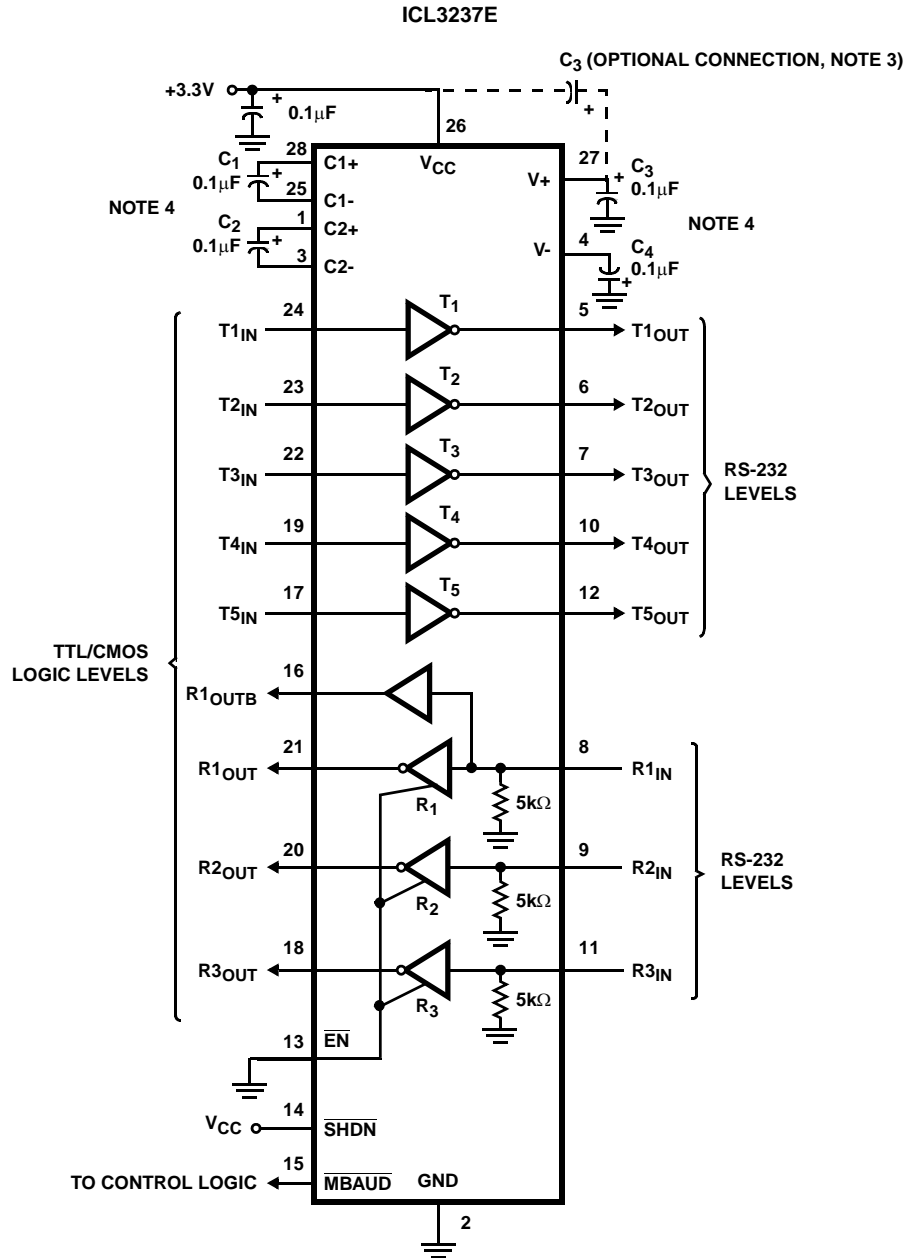 ICL3237E
C3 (OPTIONAL CONNECTION, NOTE 3)
+3.3V
+
0.1μF
+
26
28
C1
0.1μF
+
25
C1+
C1-
VCC
27
V+
+
C3
0.1μF
NOTE 4
1
C2
0.1μF
+
3
C2+
C2-
NOTE 4
4
V-
C4
0.1μF
+
T1IN
24
T1
5
T1OUT
T2IN
23
T2
6
T2OUT
T3IN
22
T3
7
T3OUT
RS-232
LEVELS
T4IN
19
T4
10
T4OUT
T5IN
17
T5
12
T5OUT
TTL/CMOS
LOGIC LEVELS
R1OUTB
16
R1OUT
21
R1
8
R1IN
5kΩ
R2OUT
20
R2
9
R2IN
5kΩ
RS-232
LEVELS
R3OUT
18
R3
11
R3IN
5kΩ
13
EN
VCC
14
SHDN
TO CONTROL LOGIC
15
MBAUD
GND
2